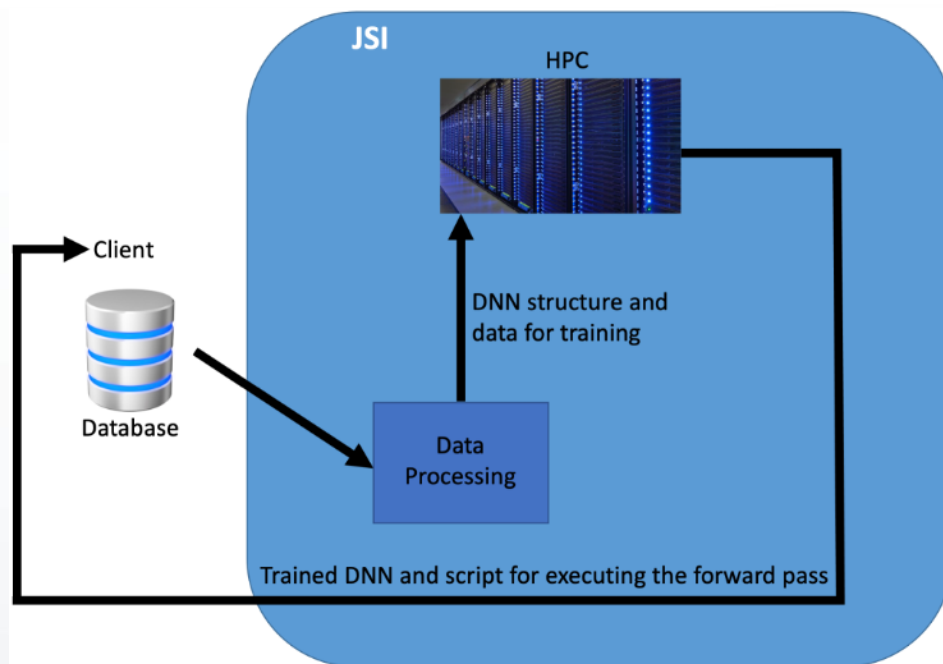 JSI
HPC
Client
DNN structure and
data for training
Database
Data
Processing
Trained DNN and script for executing the forward pass